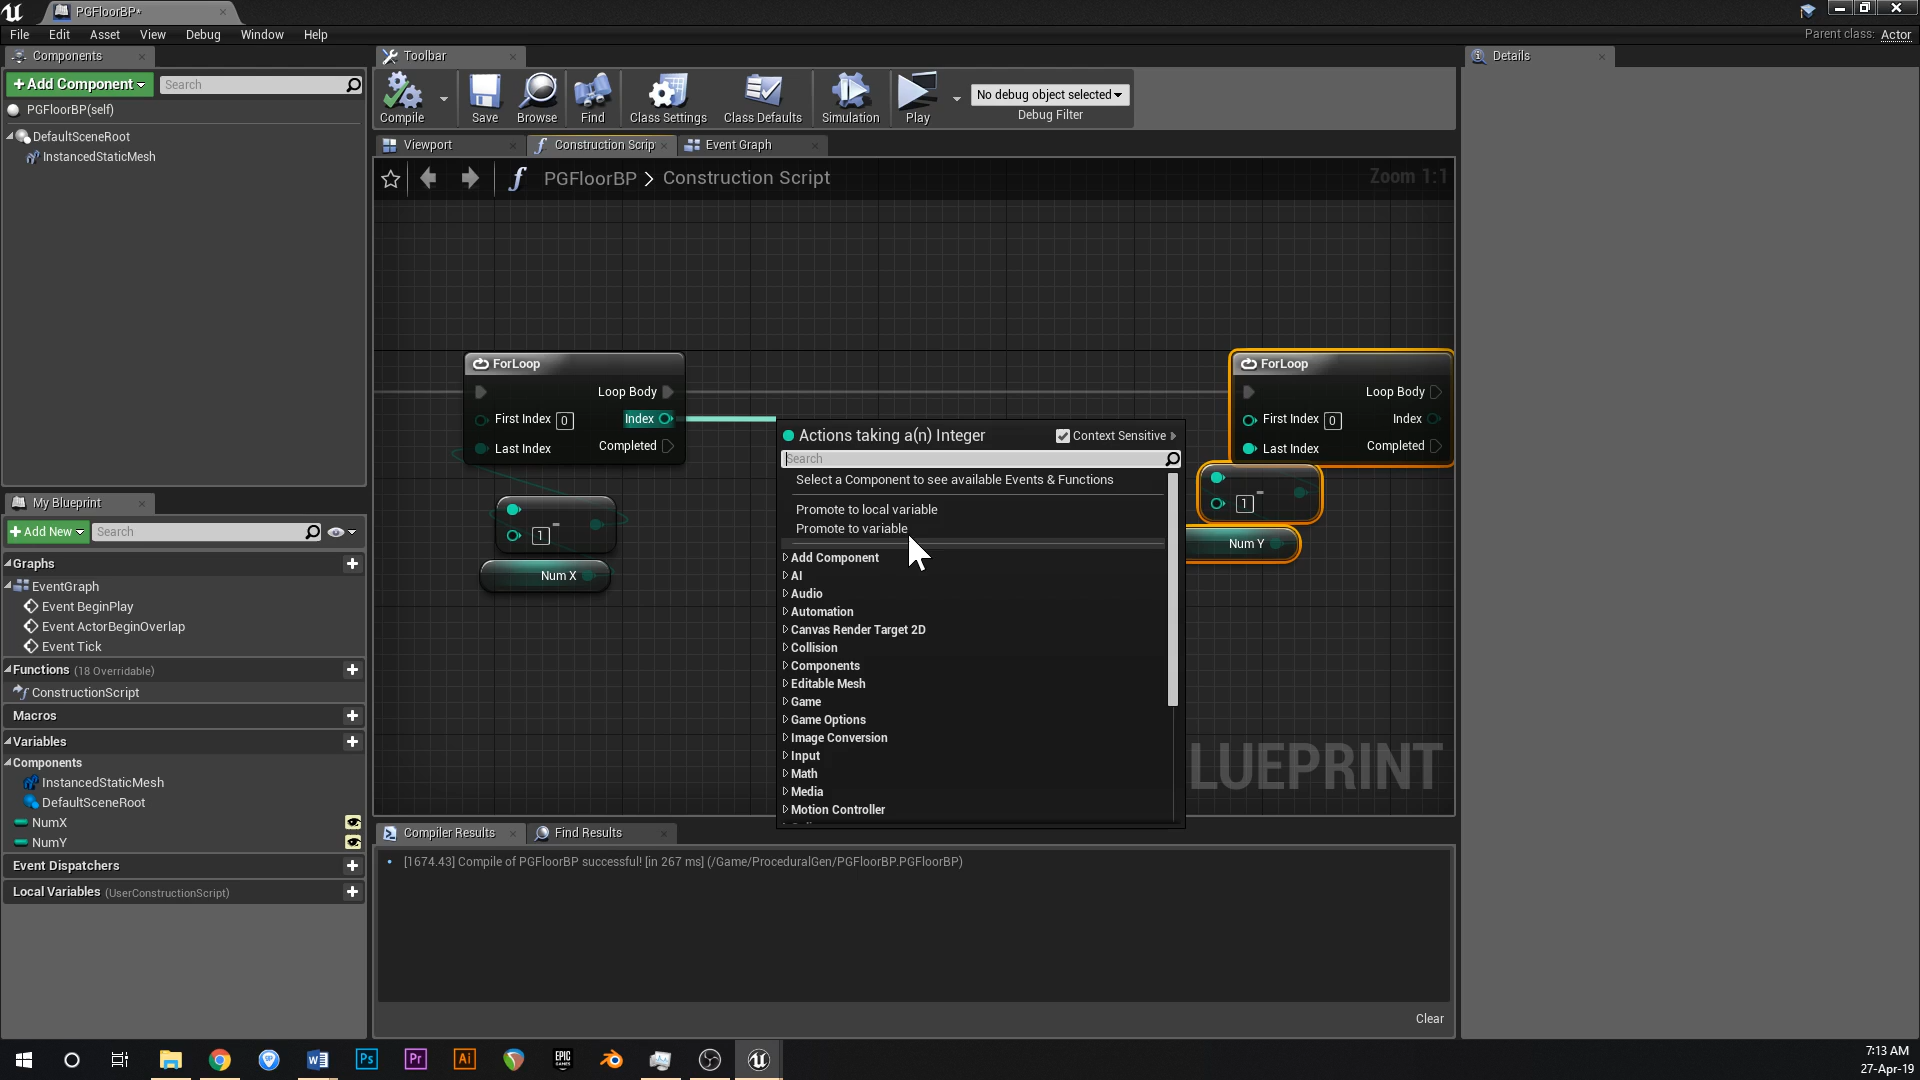 PGFloorBP*
File Edit Asset View Debug Window Help
Parent class: Actor
Components
+Add Component
Search
PGFloorBP(self)
DefaultSceneRoot
InstancedStaticMesh
Toolbar
Compile
Save
Browse
Find
Class Settings
Class Defaults
Simulation
Play
No debug object selected
Debug Filter
Details
Viewport
Construction Scrip
Event Graph
PGFloorBP > Construction Script
Zoom 1:1
ForLoop
Loop Body
First Index 0
Index
Last Index
Completed
1
Num X
ForLoop
Loop Body
First Index 0
Index
Last Index
Completed
1
Num Y
Actions taking a(n) Integer
Context Sensitive
Search
Select a Component to see available Events & Functions
Promote to local variable
Promote to variable
Add Component
AI
Audio
Automation
Canvas Render Target 2D
Collision
Components
Editable Mesh
Game
Game Options
Image Conversion
Input
Math
Media
Motion Controller
LUEPRINT
My Blueprint
+Add New
Search
Graphs
EventGraph
Event BeginPlay
Event ActorBeginOverlap
Event Tick
Functions (18 Overridable)
ConstructionScript
Macros
Variables
Components
InstancedStaticMesh
DefaultSceneRoot
NumX
NumY
Event Dispatchers
Local Variables (UserConstructionScript)
Compiler Results
Find Results
[1674.43] Compile of PGFloorBP successful! [in 267 ms] (/Game/ProceduralGen/PGFloorBP.PGFloorBP)
Clear
Ps
Pr
Ai
EPIC
GAMES
7:13 AM
27-Apr-19